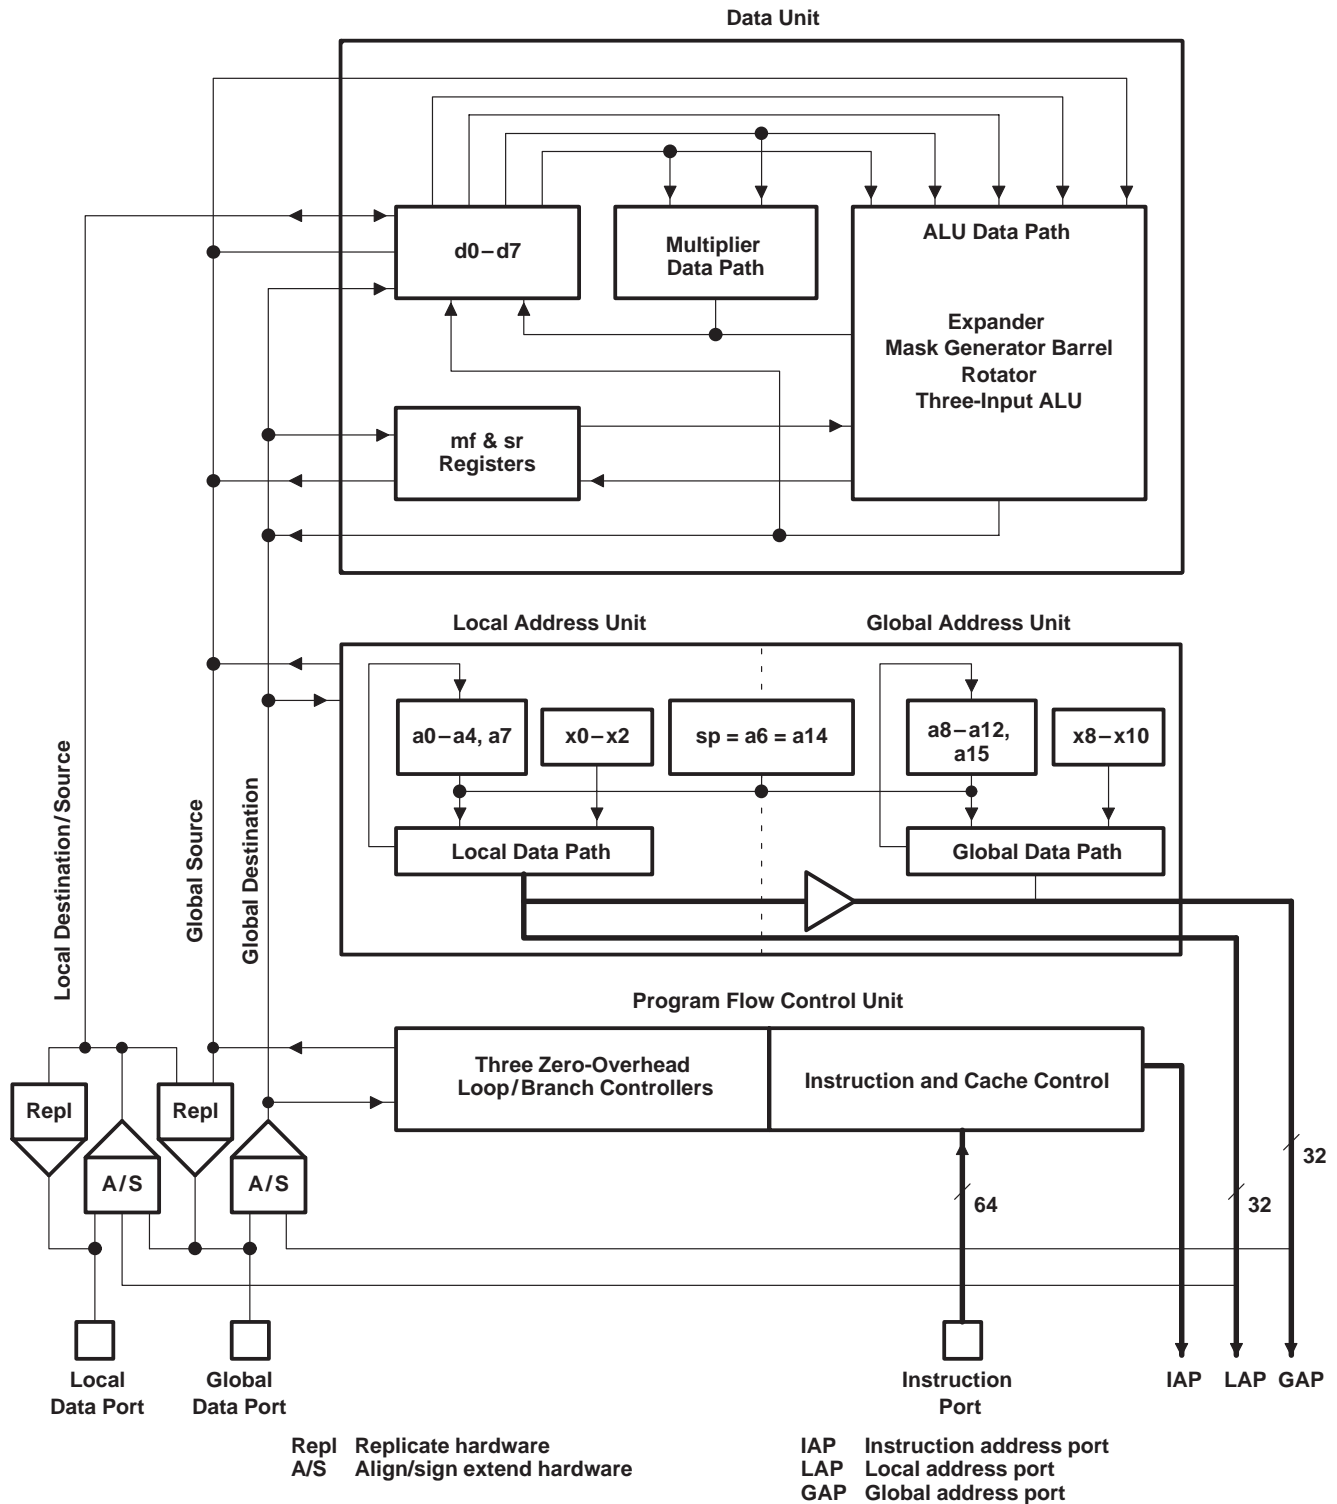 Data Unit
d0–d7
Multiplier
Data Path
ALU Data Path
Expander
Mask Generator Barrel
Rotator
Three-Input ALU
mf & sr
Registers
Local Address Unit
Global Address Unit
a0–a4, a7
x0–x2
sp = a6 = a14
a8–a12,
a15
x8–x10
Local Data Path
Global Data Path
Local Destination/Source
Global Source
Global Destination
Program Flow Control Unit
Three Zero-Overhead
Loop/Branch Controllers
Instruction and Cache Control
Repl
Repl
A/S
A/S
64
32
32
Local
Data Port
Global
Data Port
Instruction
Port
IAP
LAP
GAP
Repl Replicate hardware
A/S Align/sign extend hardware
IAP Instruction address port
LAP Local address port
GAP Global address port